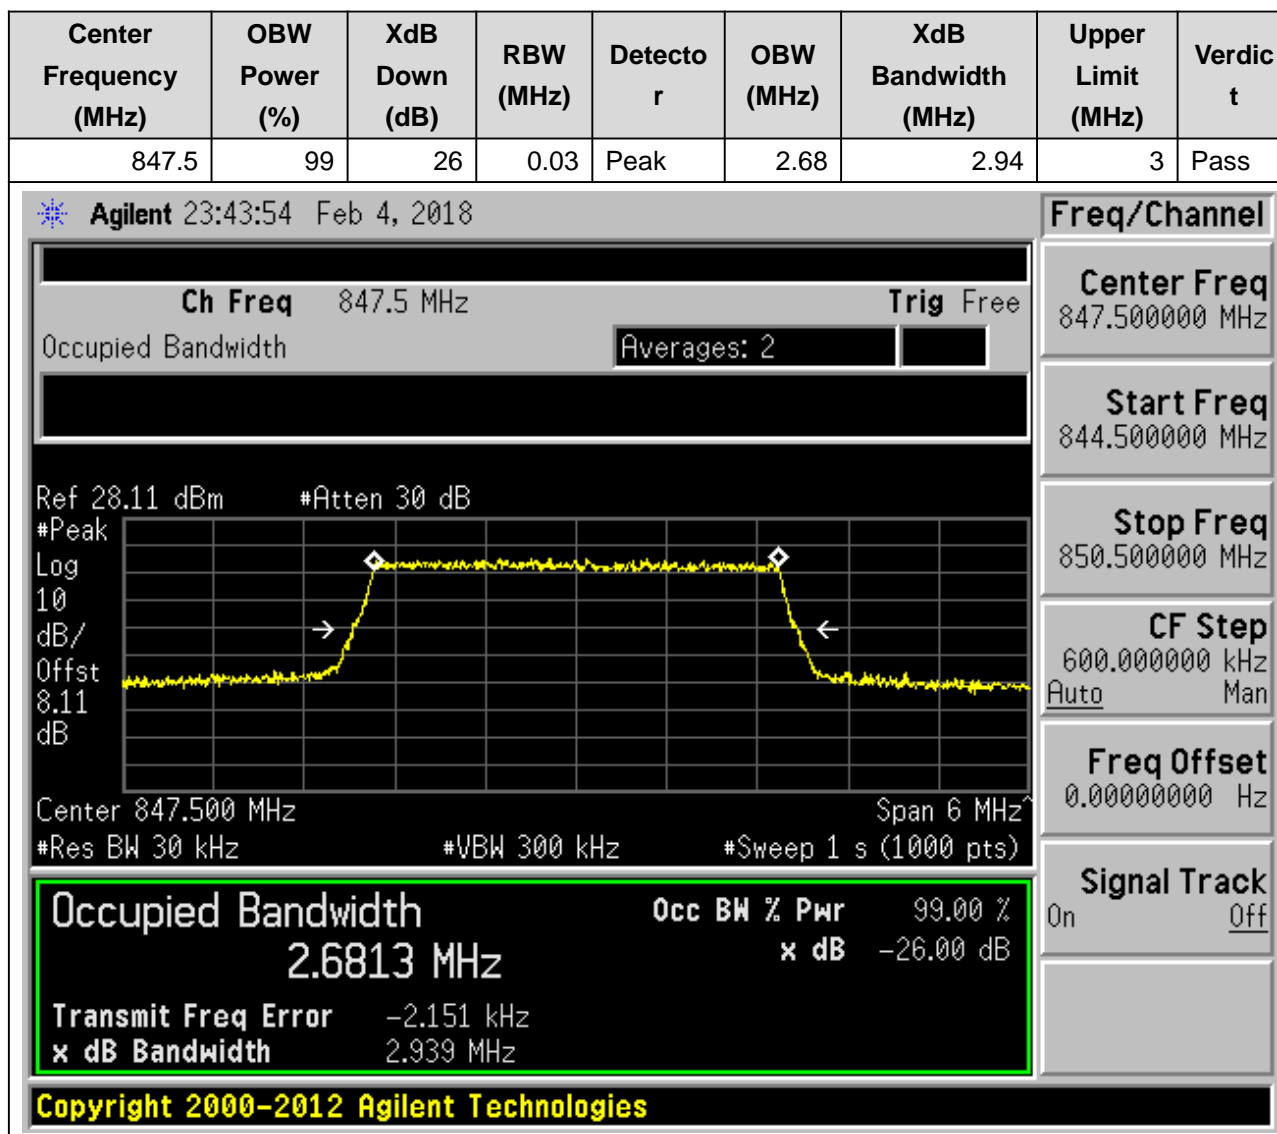 Center Frequency (MHz) OBW Power (%) XdB Down (dB) RBW (MHz) Detector OBW (MHz) XdB Bandwidth (MHz) Upper Limit (MHz) Verdict
847.5 99 26 0.03 Peak 2.68 2.94 3 Pass
Agilent 23:43:54 Feb 4, 2018
Ch Freq 847.5 MHz Trig Free
Occupied Bandwidth Averages: 2
Ref 28.11 dBm #Atten 30 dB
#Peak
Log
10
dB/
Offst
8.11
dB
Center 847.500 MHz Span 6 MHz^
#Res BW 30 kHz #VBW 300 kHz #Sweep 1 s (1000 pts)
Occupied Bandwidth Occ BW % Pwr 99.00 %
2.6813 MHz x dB -26.00 dB
Transmit Freq Error -2.151 kHz
x dB Bandwidth 2.939 MHz
Copyright 2000-2012 Agilent Technologies
Freq/Channel
Center Freq
847.500000 MHz
Start Freq
844.500000 MHz
Stop Freq
850.500000 MHz
CF Step
600.000000 kHz
Auto Man
Freq Offset
0.00000000 Hz
Signal Track
On Off